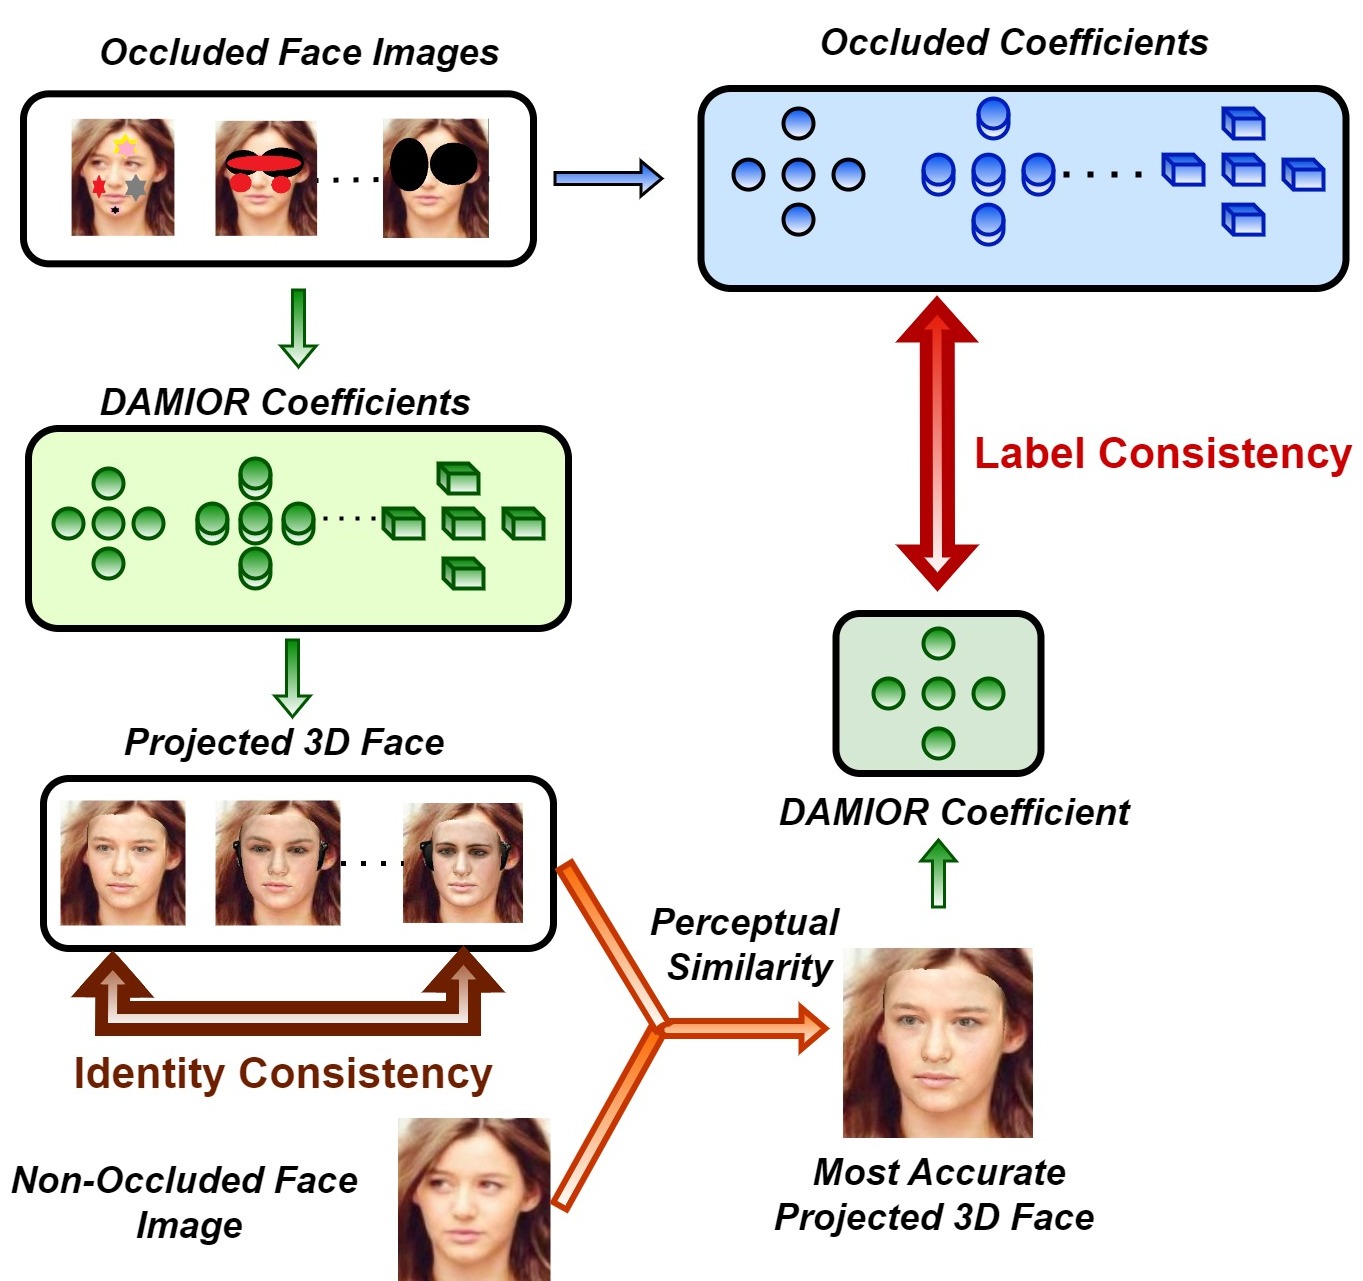 Occluded Face Images
Occluded Coefficients
DAMIOR Coefficients
Label Consistency
Projected 3D Face
DAMIOR Coefficient
Perceptual
Similarity
Identity Consistency
Non-Occluded Face
Image
Most Accurate
Projected 3D Face